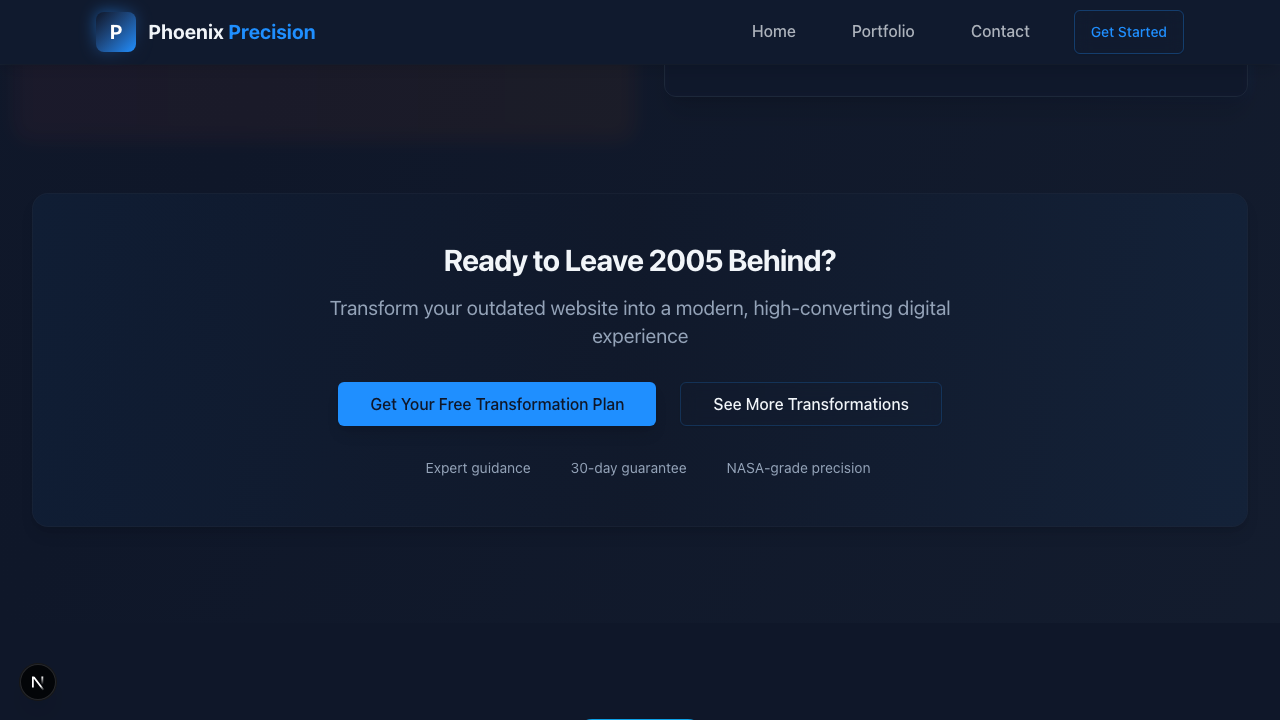 P
Phoenix Precision
Home
Portfolio
Contact
Get Started
Ready to Leave 2005 Behind?
Transform your outdated website into a modern, high-converting digital
experience
Get Your Free Transformation Plan
See More Transformations
Expert guidance
30-day guarantee
NASA-grade precision
N